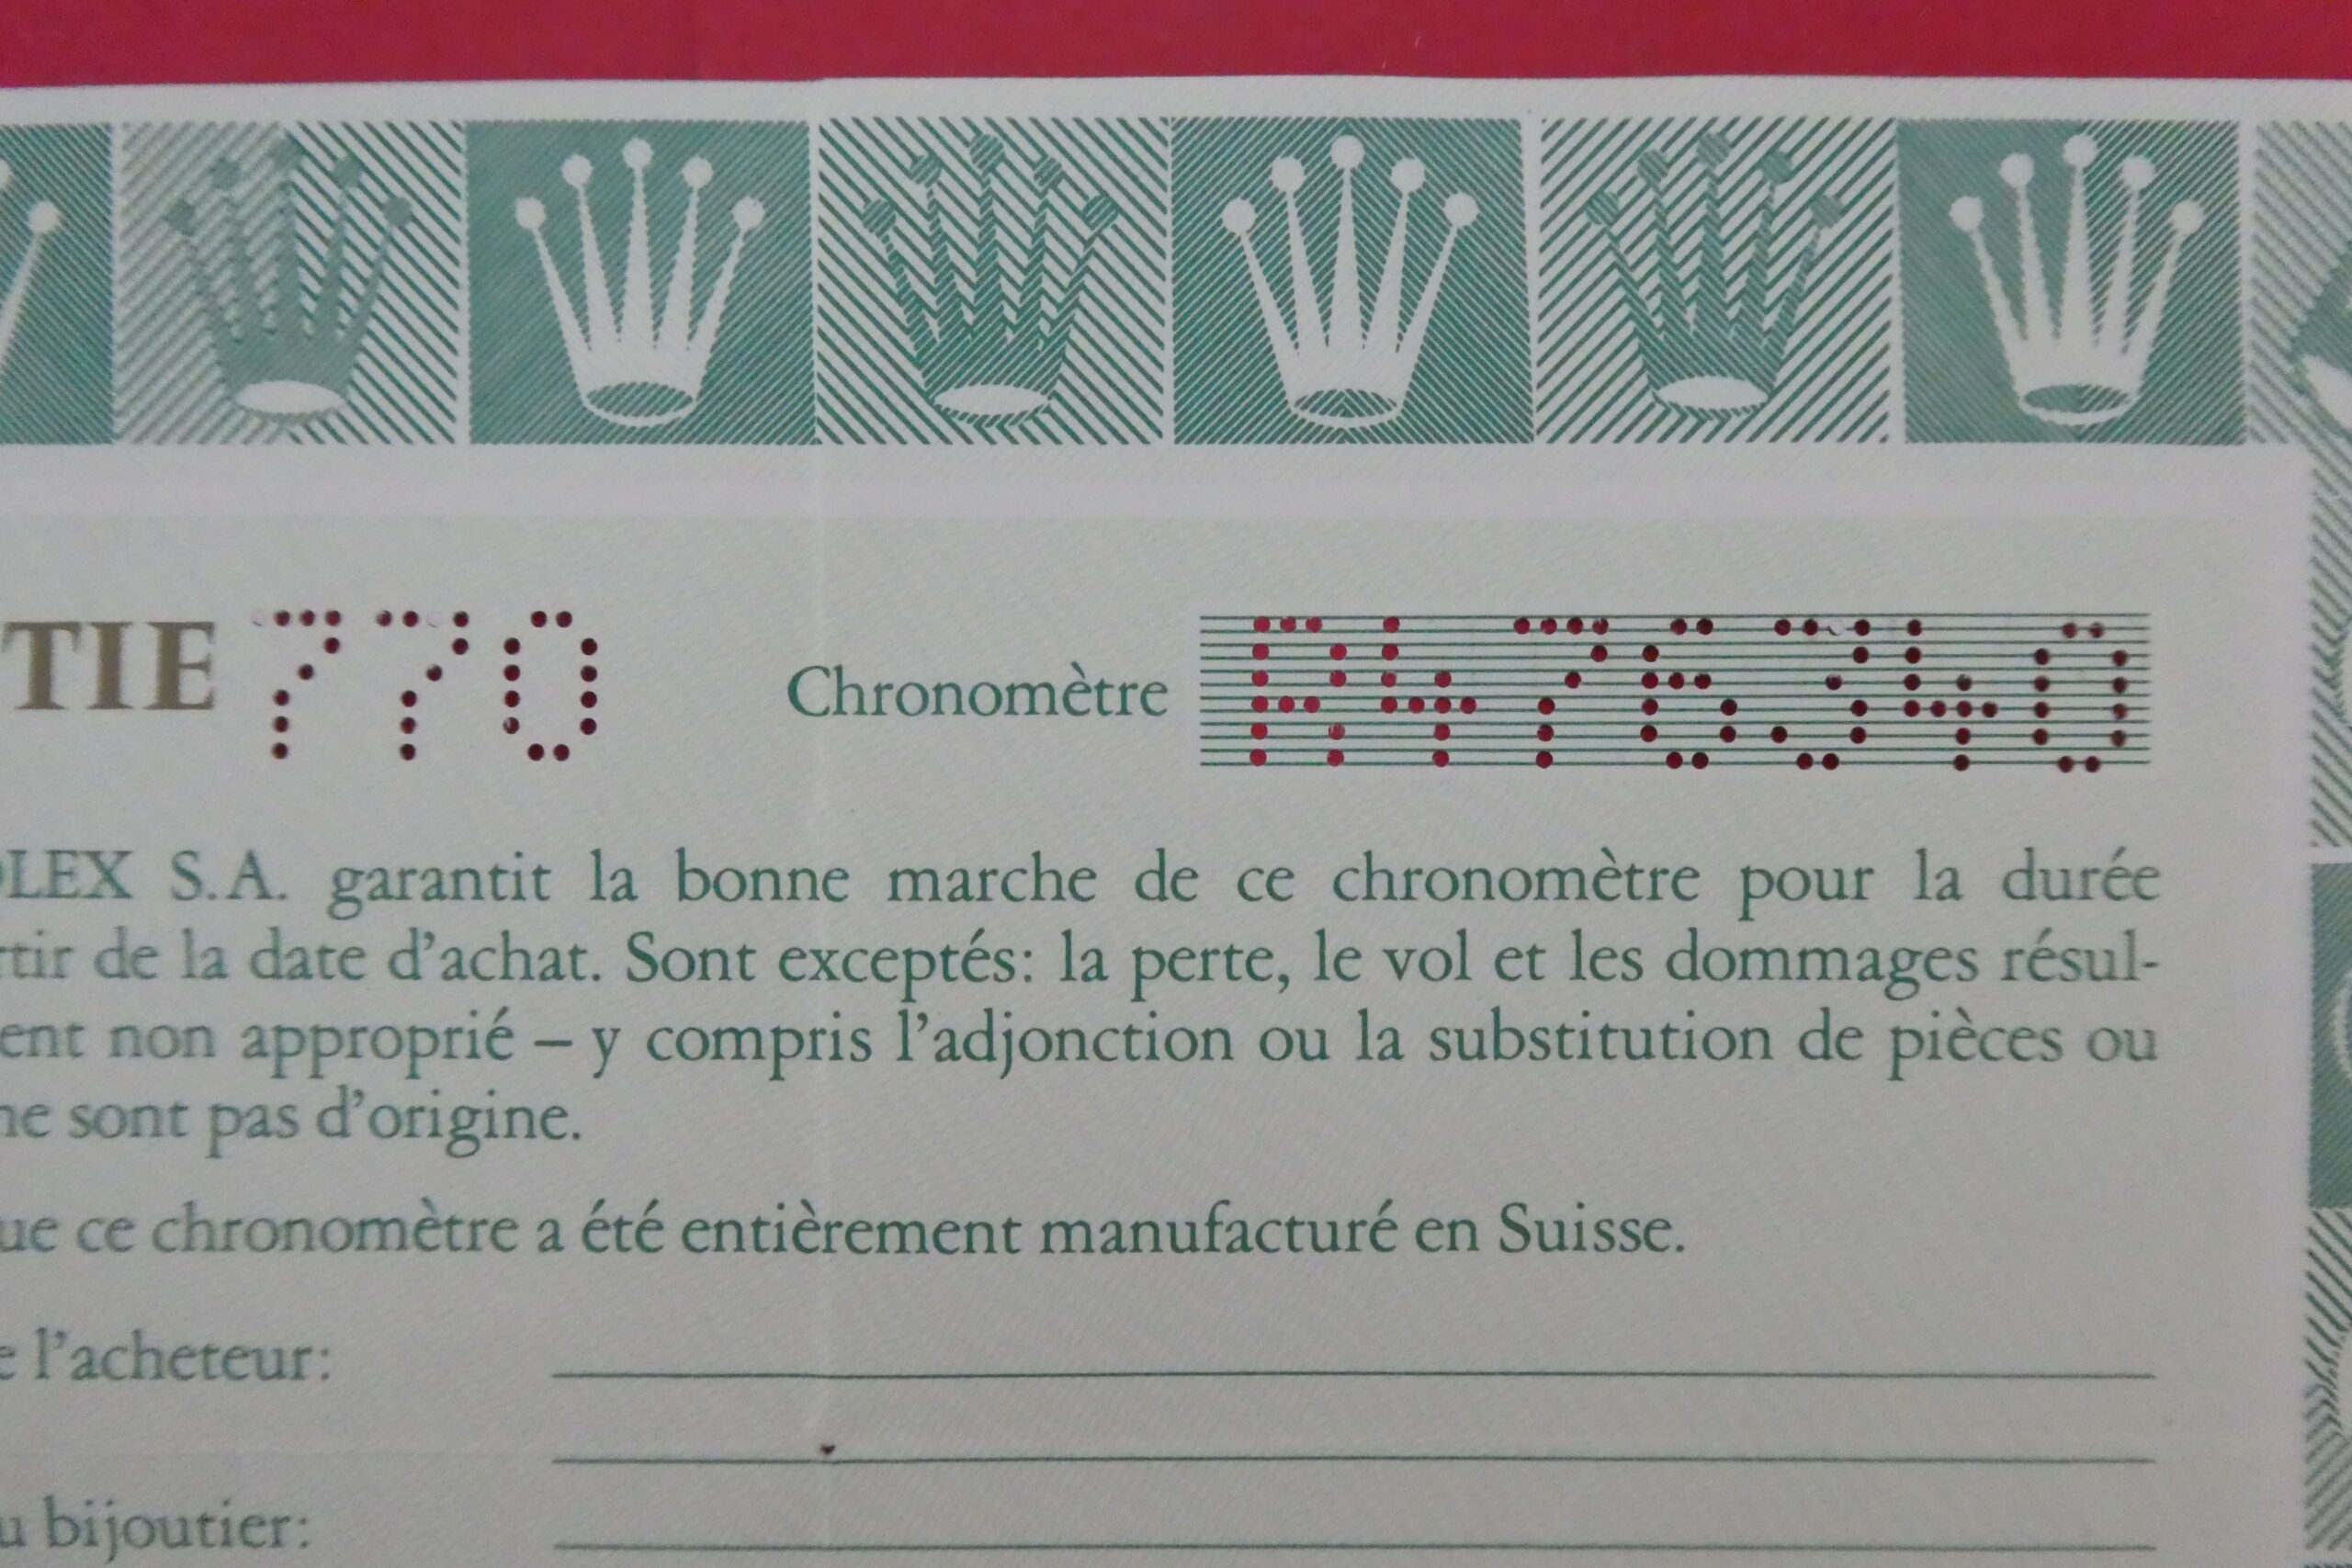 TIE 770 Chronomètre R476340
OLEX S.A. garantit la bonne marche de ce chronomètre pour la durée
rtir de la date d'achat. Sont exceptés: la perte, le vol et les dommages résul-
ent non approprié – y compris l'adjonction ou la substitution de pièces ou
ne sont pas d'origine.
ue ce chronomètre a été entièrement manufacturé en Suisse.
e l'acheteur:
u bijoutier: